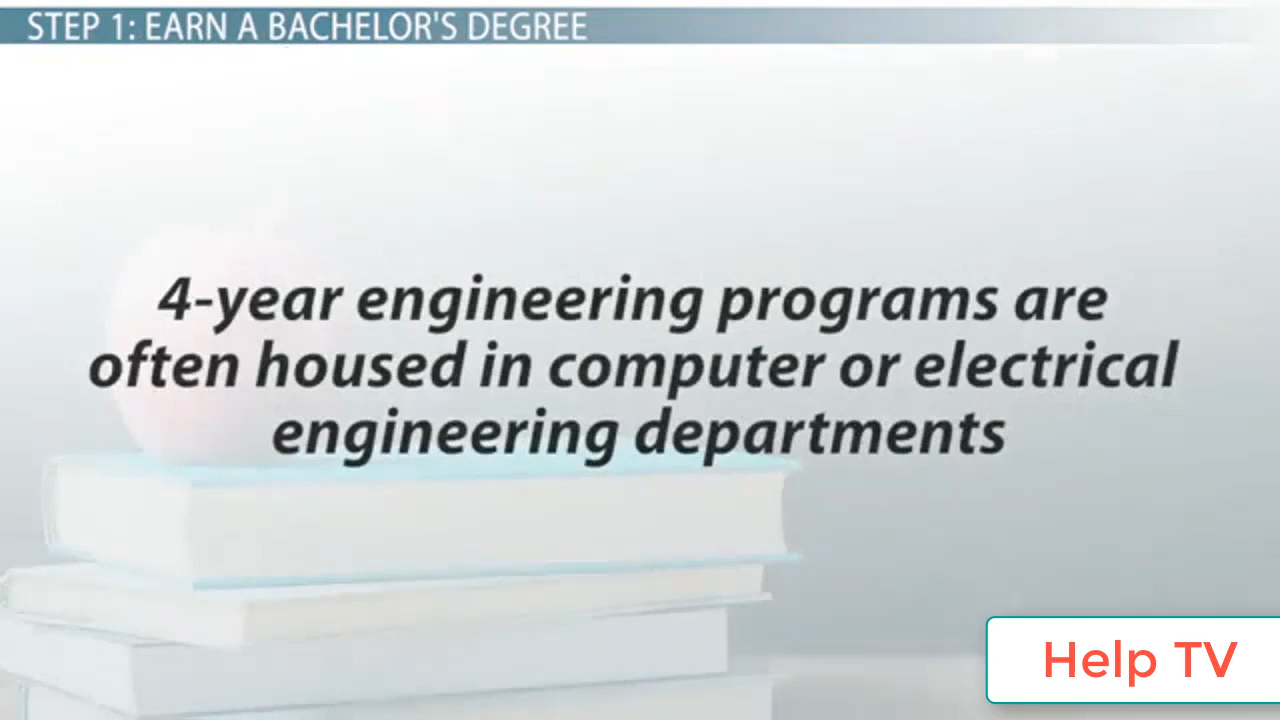 STEP 1: EARN A BACHELOR'S DEGREE
4-year engineering programs are
often housed in computer or electrical
engineering departments
Help TV